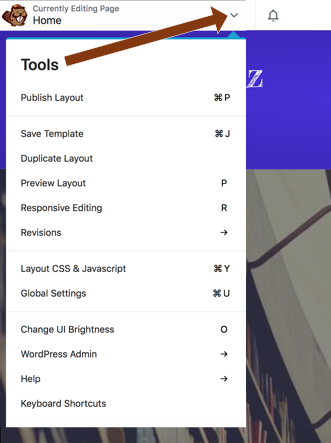 Currently Editing Page
Home
Tools
Publish Layout ⌘P
Save Template ⌘J
Duplicate Layout
Preview Layout P
Responsive Editing R
Revisions →
Layout CSS & Javascript ⌘Y
Global Settings ⌘U
Change UI Brightness O
WordPress Admin →
Help →
Keyboard Shortcuts
Z